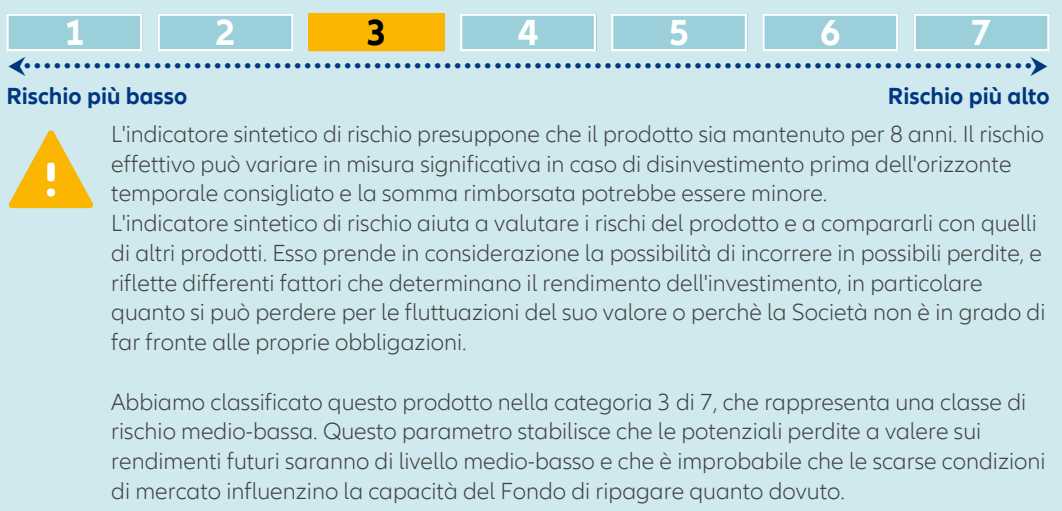 1 2 3 4 5 6 7
Rischio più basso Rischio più alto
L'indicatore sintetico di rischio presuppone che il prodotto sia mantenuto per 8 anni. Il rischio
effettivo può variare in misura significativa in caso di disinvestimento prima dell'orizzonte
temporale consigliato e la somma rimborsata potrebbe essere minore.
L'indicatore sintetico di rischio aiuta a valutare i rischi del prodotto e a compararli con quelli
di altri prodotti. Esso prende in considerazione la possibilità di incorrere in possibili perdite, e
riflette differenti fattori che determinano il rendimento dell'investimento, in particolare
quanto si può perdere per le fluttuazioni del suo valore o perchè la Società non è in grado di
far fronte alle proprie obbligazioni.
Abbiamo classificato questo prodotto nella categoria 3 di 7, che rappresenta una classe di
rischio medio-bassa. Questo parametro stabilisce che le potenziali perdite a valere sui
rendimenti futuri saranno di livello medio-basso e che è improbabile che le scarse condizioni
di mercato influenzino la capacità del Fondo di ripagare quanto dovuto.